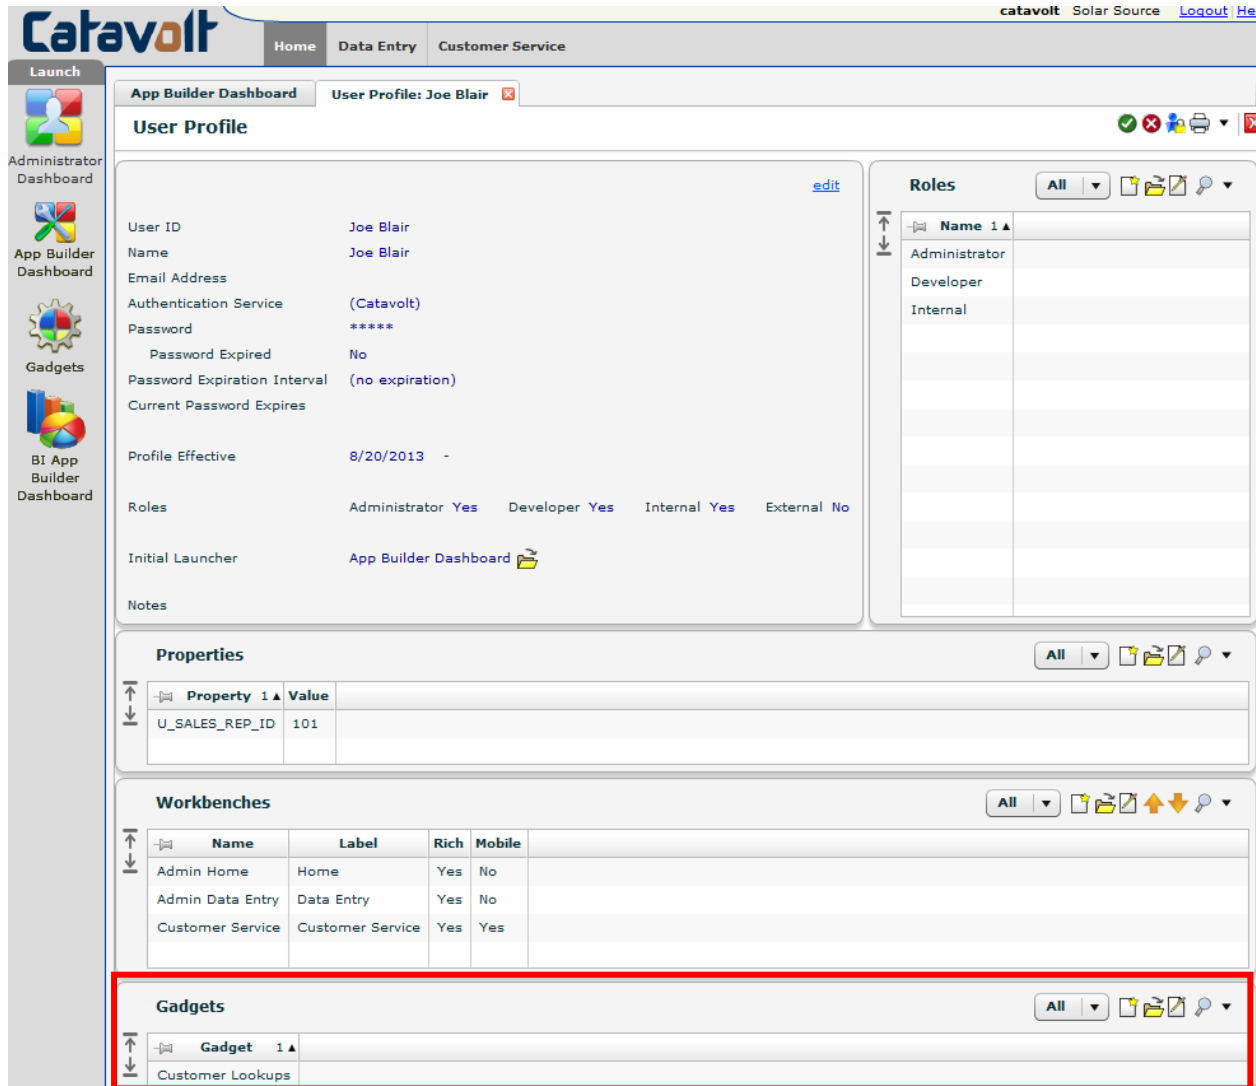 catavolt Solar Source Logout He
Catavolt
Home Data Entry Customer Service
Launch
Administrator
Dashboard
App Builder
Dashboard
Gadgets
BI App
Builder
Dashboard
App Builder Dashboard User Profile: Joe Blair
User Profile
edit
User ID Joe Blair
Name Joe Blair
Email Address
Authentication Service (Catavolt)
Password *****
Password Expired No
Password Expiration Interval (no expiration)
Current Password Expires
Profile Effective 8/20/2013 -
Roles Administrator Yes Developer Yes Internal Yes External No
Initial Launcher App Builder Dashboard
Notes
Roles All
Name 1
Administrator
Developer
Internal
Properties All
Property 1 Value
U_SALES_REP_ID 101
Workbenches All
Name Label Rich Mobile
Admin Home Home Yes No
Admin Data Entry Data Entry Yes No
Customer Service Customer Service Yes Yes
Gadgets All
Gadget 1
Customer Lookups